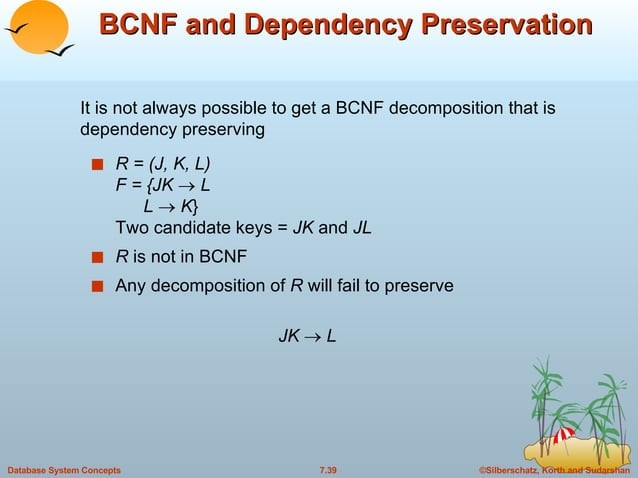 BCNF and Dependency Preservation
It is not always possible to get a BCNF decomposition that is
dependency preserving
R = (J, K, L)
F = {JK → L
L → K}
Two candidate keys = JK and JL
R is not in BCNF
Any decomposition of R will fail to preserve
JK → L
Database System Concepts
7.39
©Silberschatz, Korth and Sudarshan